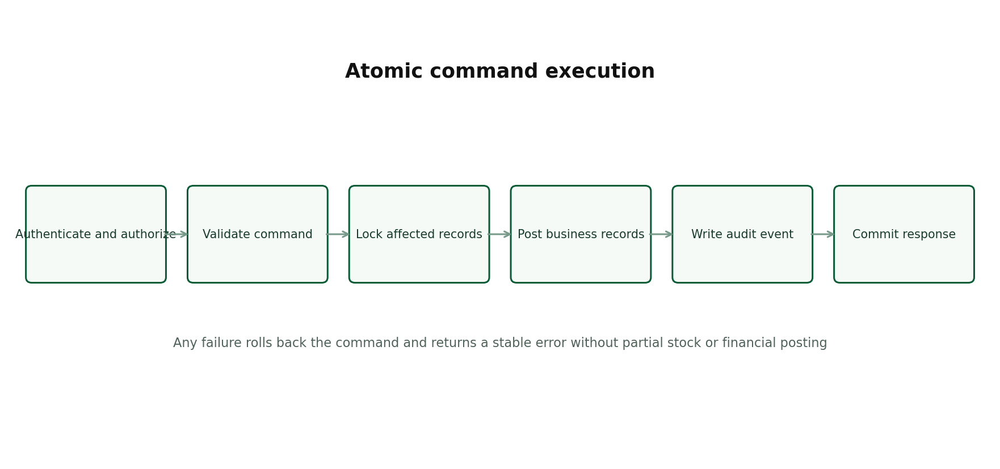 Atomic command execution
Authenticate and authorize
Validate command
Lock affected records
Post business records
Write audit event
Commit response
Any failure rolls back the command and returns a stable error without partial stock or financial posting